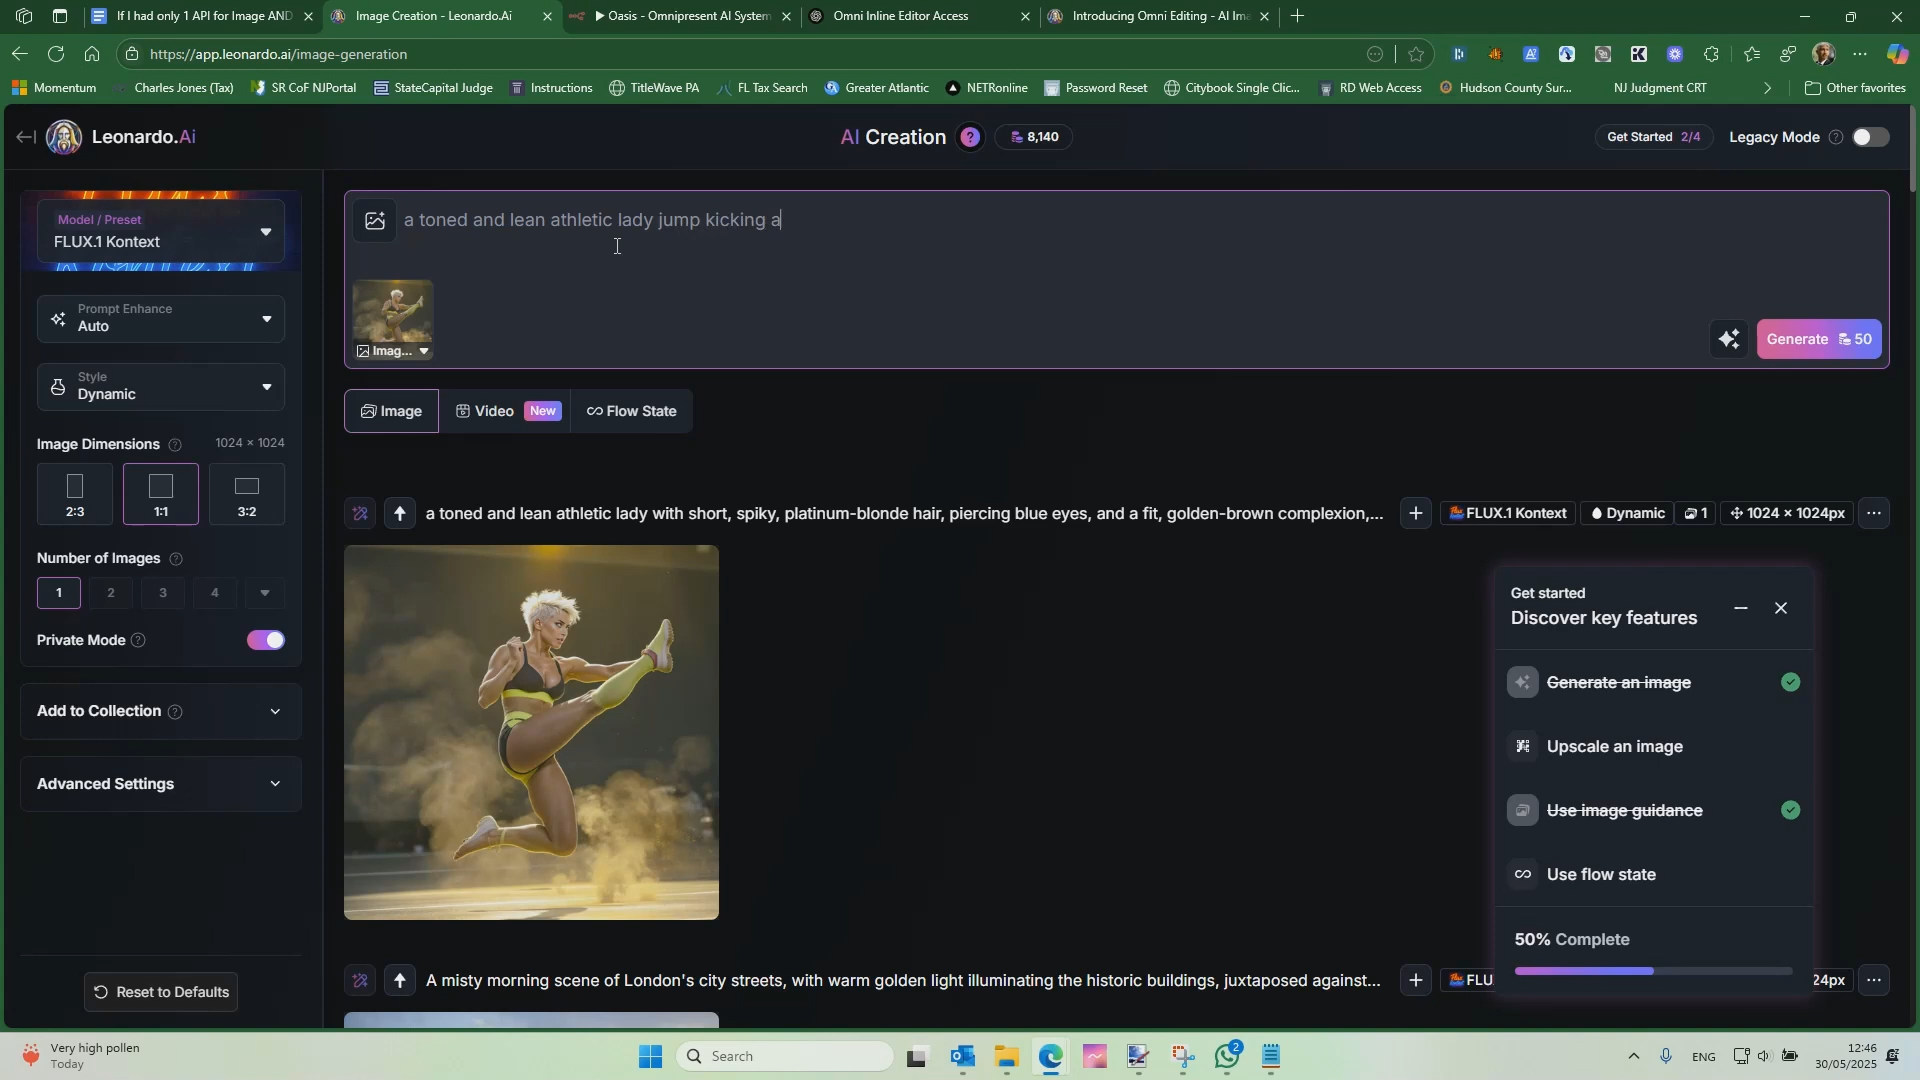 If I had only 1 API for Image AND
Image Creation - Leonardo.Ai
Oasis - Omnipresent AI System
Omni Inline Editor Access
Introducing Omni Editing - AI Ima
https://app.leonardo.ai/image-generation
Momentum
Charles Jones (Tax)
SR CoF NJPortal
StateCapital Judge
Instructions
TitleWave PA
FL Tax Search
Greater Atlantic
NETRonline
Password Reset
Citybook Single Clic...
RD Web Access
Hudson County Sur...
NJ Judgment CRT
Other favorites
Leonardo.Ai
AI Creation
?
8,140
Get Started 2/4
Legacy Mode
Model / Preset
FLUX.1 Kontext
a toned and lean athletic lady jump kicking a
Prompt Enhance
Auto
Imag...
Generate 50
Style
Dynamic
Image
Video New
Flow State
Image Dimensions
1024 × 1024
2:3
1:1
3:2
a toned and lean athletic lady with short, spiky, platinum-blonde hair, piercing blue eyes, and a fit, golden-brown complexion,...
FLUX.1 Kontext
Dynamic
1
1024 × 1024px
Number of Images
1
2
3
4
Private Mode
Add to Collection
Advanced Settings
Get started
Discover key features
Generate an image
Upscale an image
Use image guidance
Use flow state
50% Complete
Reset to Defaults
A misty morning scene of London's city streets, with warm golden light illuminating the historic buildings, juxtaposed against...
FLU
24px
Very high pollen
Today
Search
2
ENG
12:46
30/05/2025